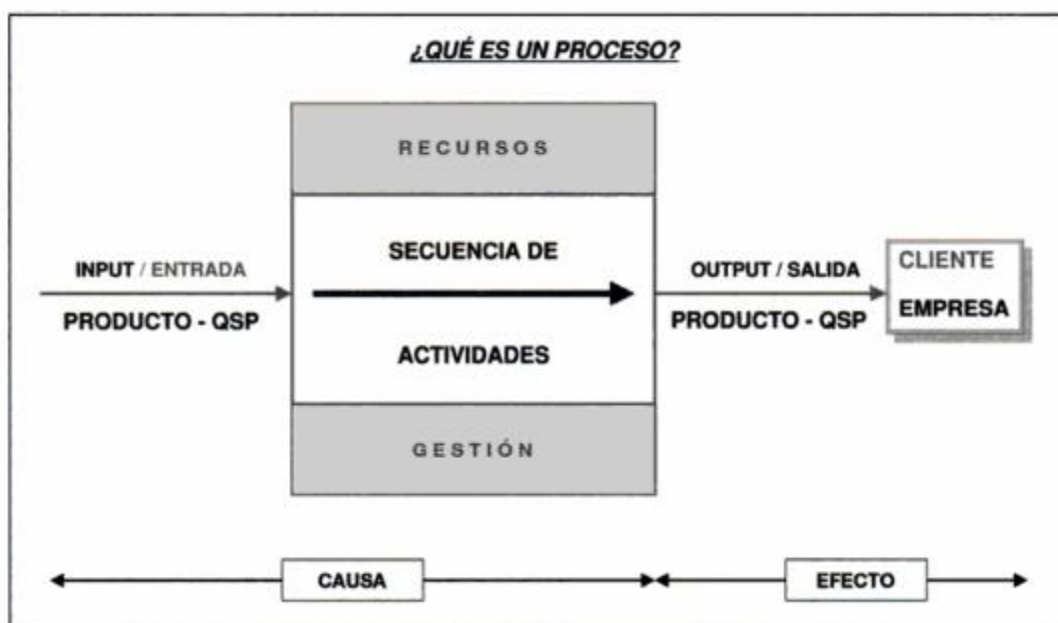 ¿QUÉ ES UN PROCESO?
RECURSOS
SECUENCIA DE
ACTIVIDADES
GESTIÓN
INPUT / ENTRADA
PRODUCTO - QSP
OUTPUT / SALIDA
PRODUCTO - QSP
CLIENTE
EMPRESA
CAUSA
EFECTO